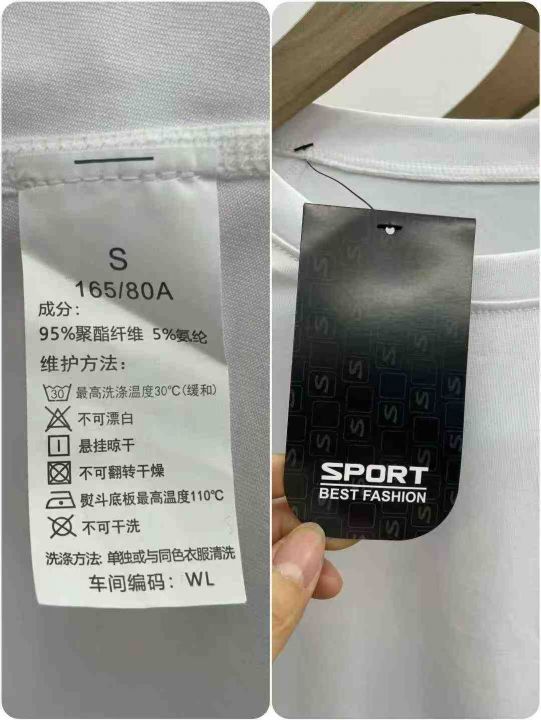 S
165/80A
成分：
95%聚酯纤维 5%氨纶
维护方法：
30 最高洗涤温度30℃(缓和)
不可漂白
悬挂晾干
不可翻转干燥
熨斗底板最高温度110℃
不可干洗
洗涤方法: 单独或与同色衣服清洗
车间编码：WL
SPORT
BEST FASHION